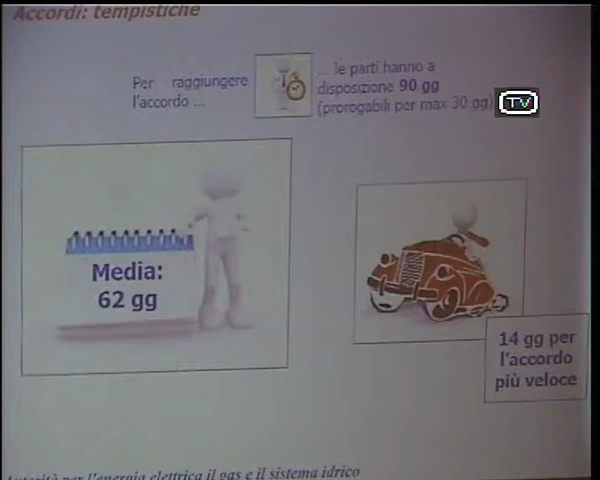 Accordi: tempistiche
Per raggiungere
l'accordo ...
... le parti hanno a
disposizione 90 gg
(prorogabili per max 30 gg)
TV
Media:
62 gg
14 gg per
l'accordo
più veloce
Autorità per l'energia elettrica il gas e il sistema idrico